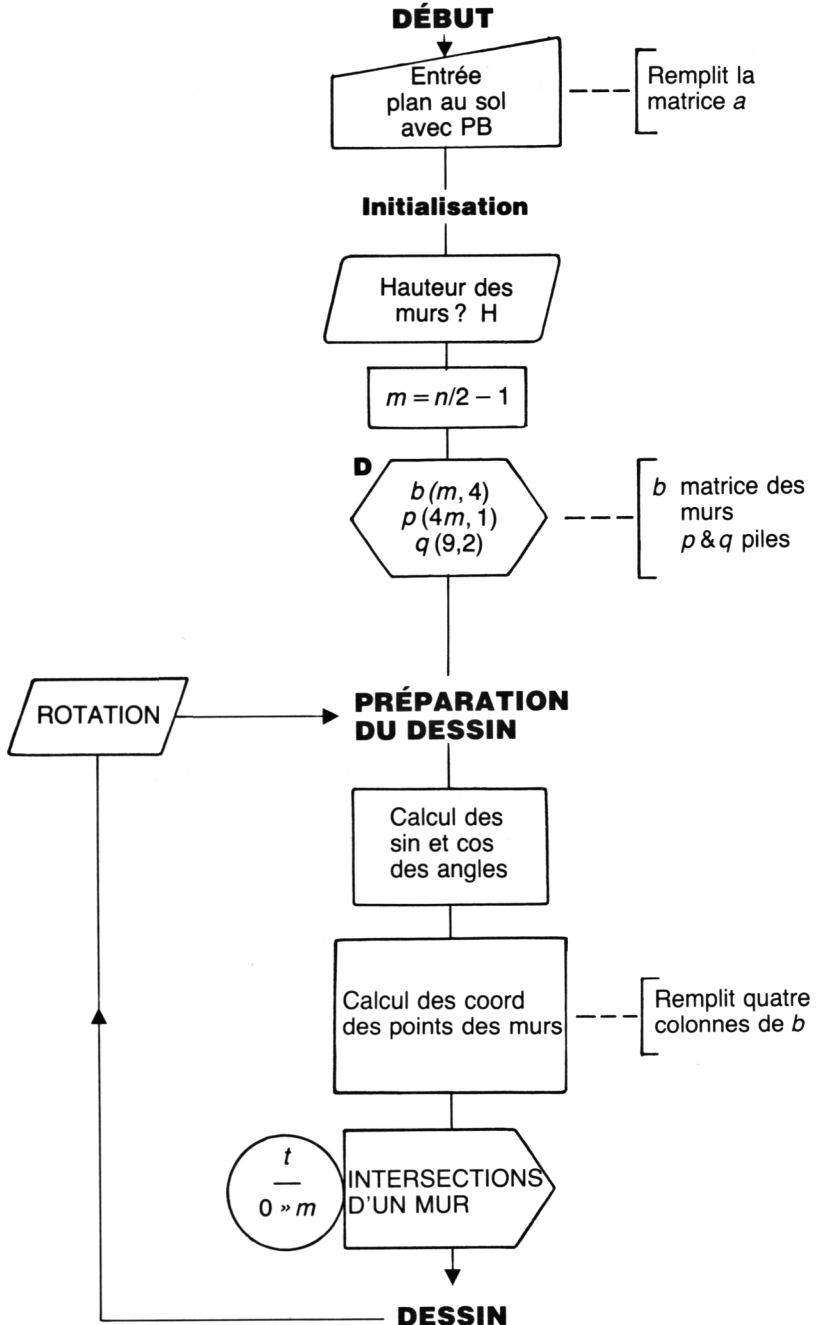 DÉBUT
Entrée
plan au sol
avec PB
Remplit la
matrice a
Initialisation
Hauteur des
murs ? H
m = n/2 – 1
D
b (m, 4)
p (4m, 1)
q (9,2)
b matrice des
murs
p & q piles
ROTATION
PRÉPARATION
DU DESSIN
Calcul des
sin et cos
des angles
Calcul des coord
des points des murs
Remplit quatre
colonnes de b
t
0 » m
INTERSECTIONS
D'UN MUR
DESSIN